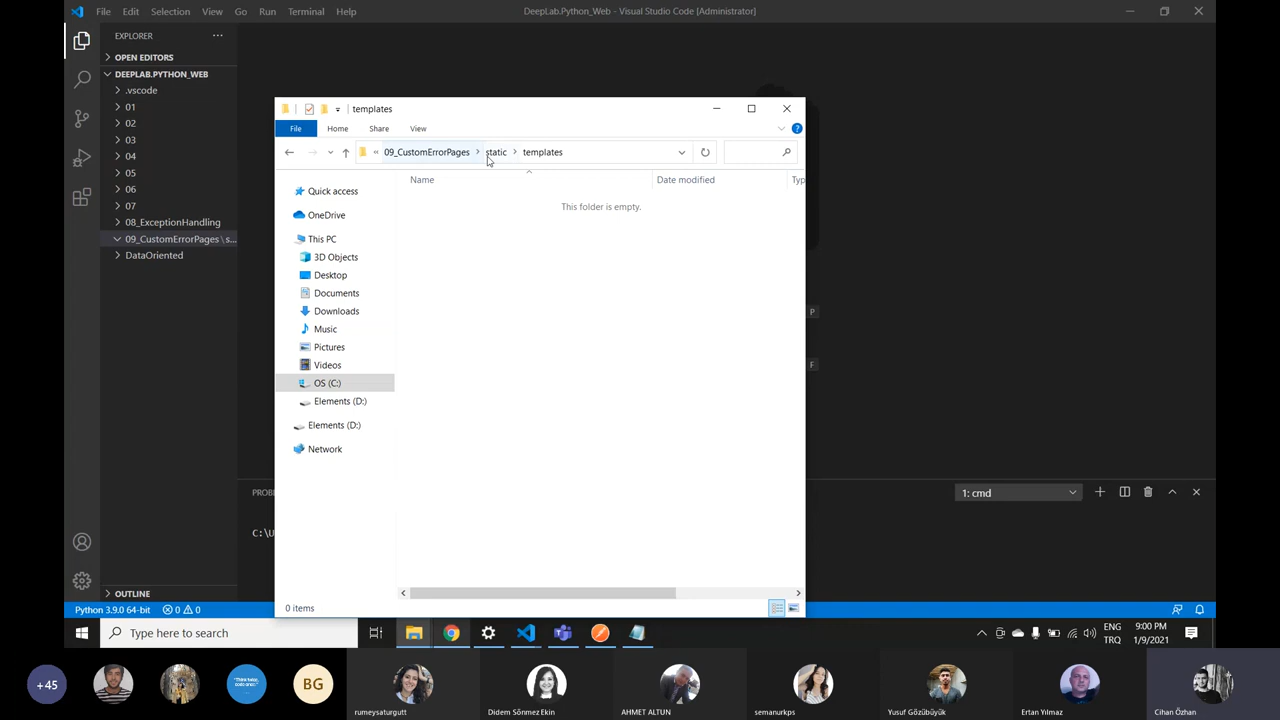 File Edit Selection View Go Run Terminal Help
DeepLab.Python_Web - Visual Studio Code [Administrator]
EXPLORER
OPEN EDITORS
DEEPLAB.PYTHON_WEB
.vscode
01
02
03
04
05
06
07
08_ExceptionHandling
09_CustomErrorPages\s...
DataOriented
OUTLINE
templates
File Home Share View
« 09_CustomErrorPages static templates
Name Date modified Typ
This folder is empty.
Quick access
OneDrive
This PC
3D Objects
Desktop
Documents
Downloads
Music
Pictures
Videos
OS (C:)
Elements (D:)
Elements (D:)
Network
0 items
P
F
PROB
1: cmd
C:\U
Python 3.9.0 64-bit 0 0
Type here to search
ENG
TRQ
9:00 PM
1/9/2021
+45
BG
rumeysaturgutt
Didem Sönmez Ekin
AHMET ALTUN
semanurkps
Yusuf Gözübüyük
Ertan Yılmaz
Cihan Özhan